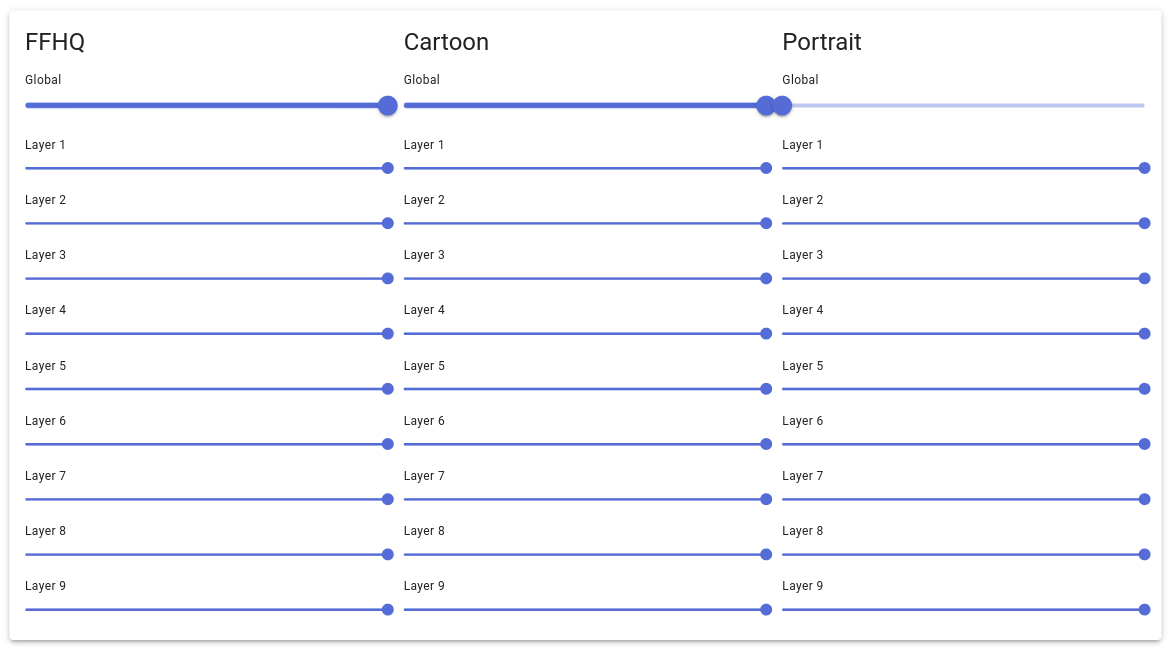 FFHQ
Global
Layer 1
Layer 2
Layer 3
Layer 4
Layer 5
Layer 6
Layer 7
Layer 8
Layer 9
Cartoon
Global
Layer 1
Layer 2
Layer 3
Layer 4
Layer 5
Layer 6
Layer 7
Layer 8
Layer 9
Portrait
Global
Layer 1
Layer 2
Layer 3
Layer 4
Layer 5
Layer 6
Layer 7
Layer 8
Layer 9